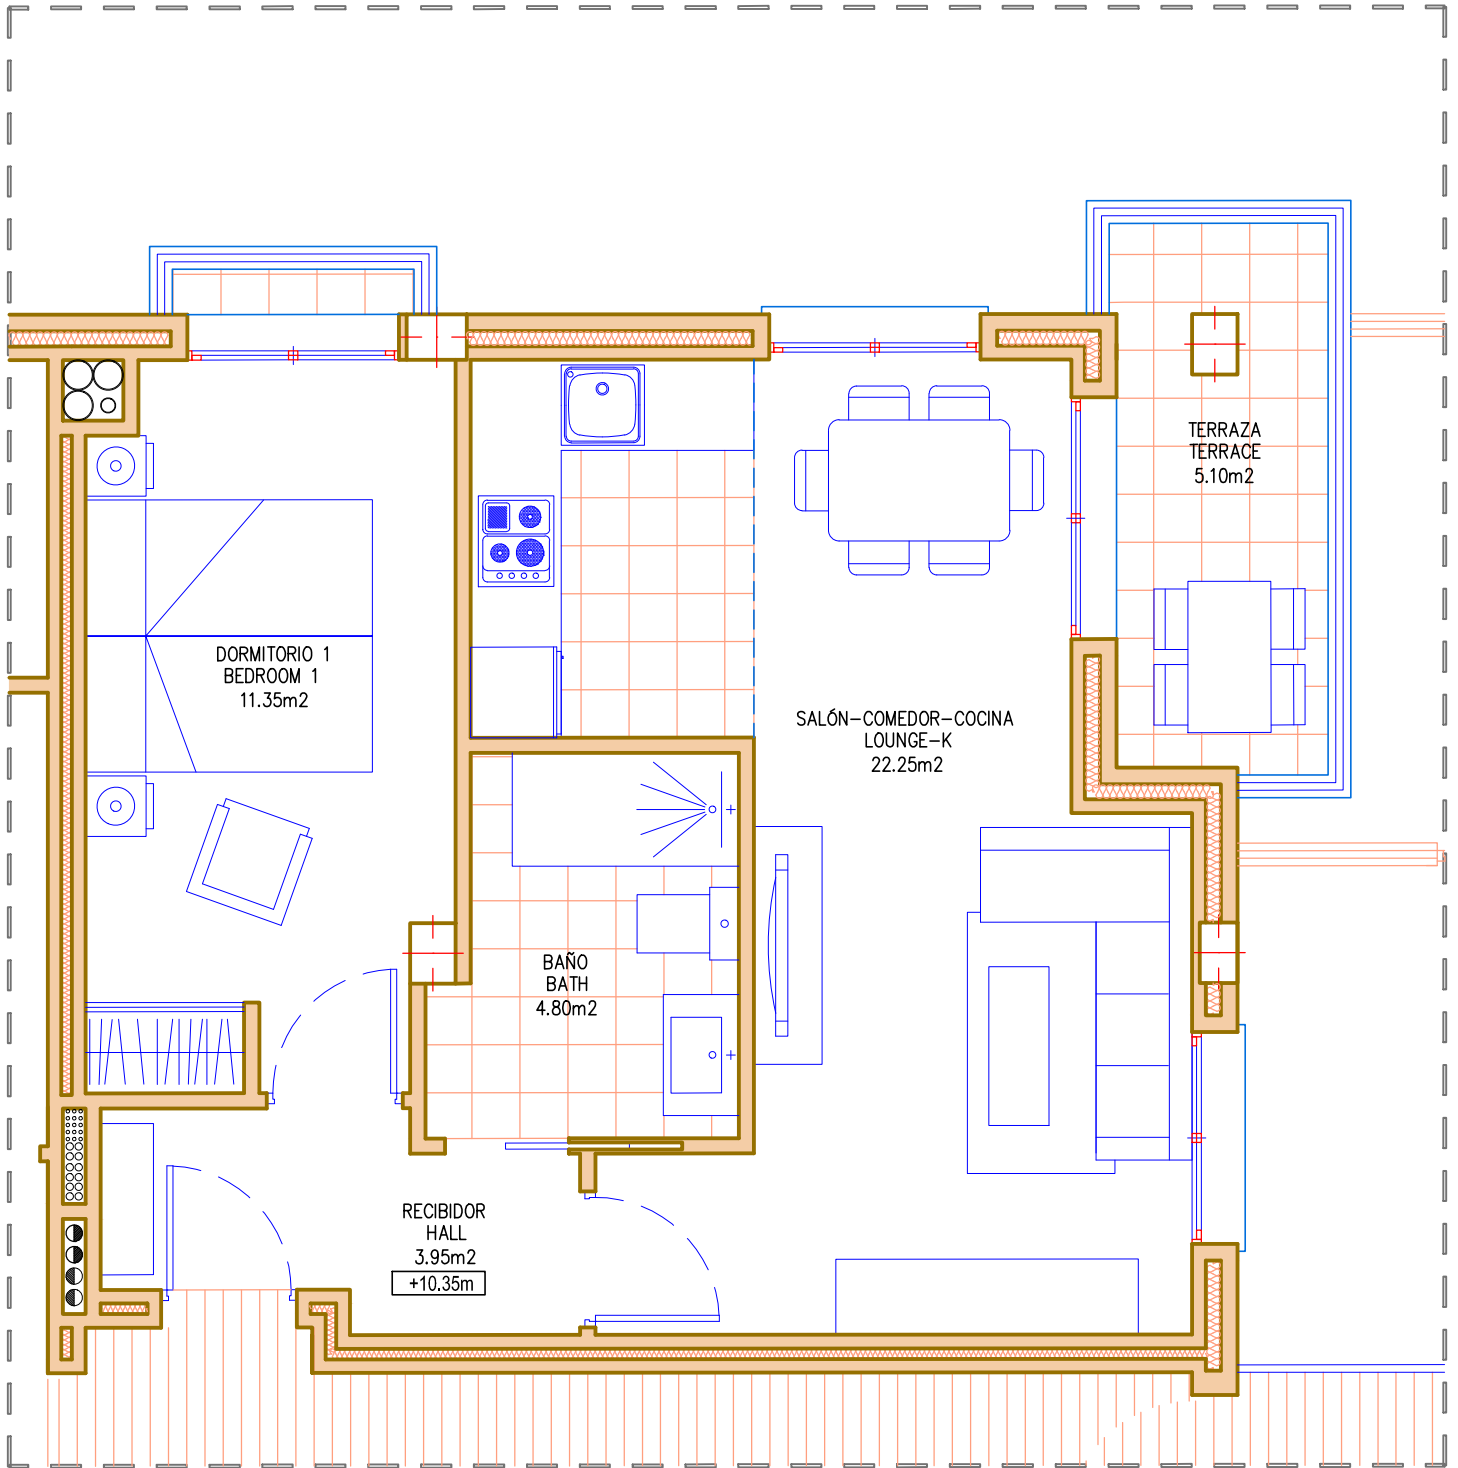 TERRAZA
TERRACE
5.10m2
DORMITORIO 1
BEDROOM 1
11.35m2
SALÓN-COMEDOR-COCINA
LOUNGE-K
22.25m2
BAÑO
BATH
4.80m2
RECIBIDOR
HALL
3.95m2
+10.35m